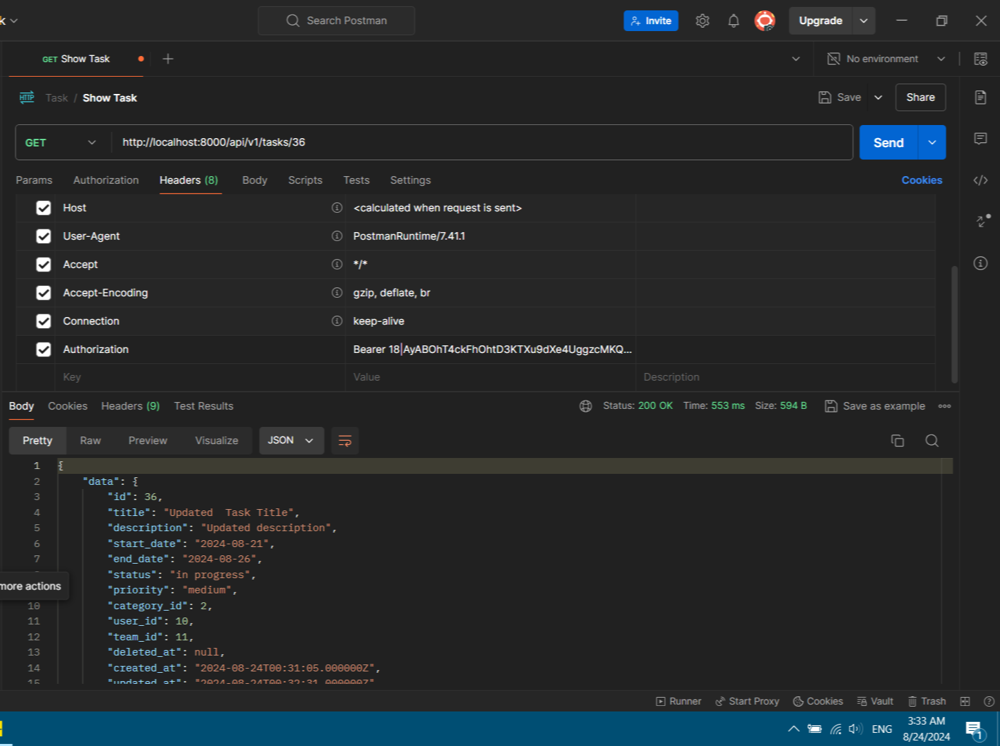 k
Search Postman
Invite
Upgrade
GET Show Task
No environment
HTTP Task / Show Task
Save
Share
GET
http://localhost:8000/api/v1/tasks/36
Send
Params Authorization Headers (8) Body Scripts Tests Settings
Cookies
Host <calculated when request is sent>
User-Agent PostmanRuntime/7.41.1
Accept */*
Accept-Encoding gzip, deflate, br
Connection keep-alive
Authorization Bearer 18|AyABOhT4ckFhOhtD3KTXu9dXe4UggzcMKQ...
Key Value Description
Body Cookies Headers (9) Test Results
Status: 200 OK Time: 553 ms Size: 594 B Save as example
Pretty Raw Preview Visualize JSON
1 {
2 "data": {
3 "id": 36,
4 "title": "Updated  Task Title",
5 "description": "Updated description",
6 "start_date": "2024-08-21",
7 "end_date": "2024-08-26",
"status": "in progress",
more actions
"priority": "medium",
10 "category_id": 2,
11 "user_id": 10,
12 "team_id": 11,
13 "deleted_at": null,
14 "created_at": "2024-08-24T00:31:05.000000Z",
15 "updated_at": "2024-08-24T00:32:31.000000Z"
Runner Start Proxy Cookies Vault Trash
ENG
3:33 AM
8/24/2024
1